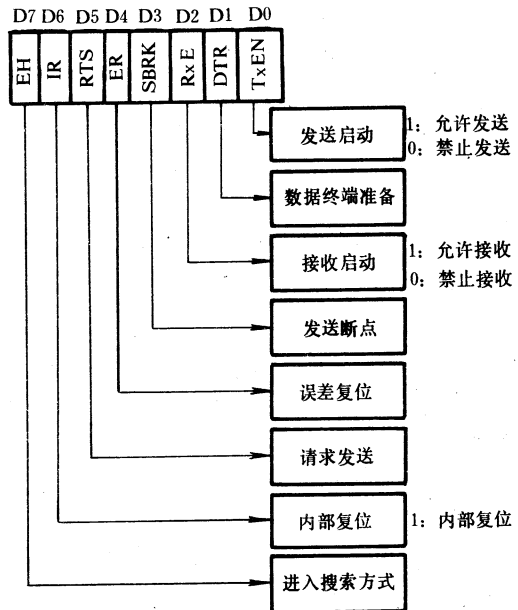 D7 D6 D5 D4 D3 D2 D1 D0
EH IR RTS ER SBRK RxE DTR TxEN
发送启动
1：允许发送
0：禁止发送
数据终端准备
接收启动
1：允许接收
0：禁止接收
发送断点
误差复位
请求发送
内部复位
1：内部复位
进入搜索方式